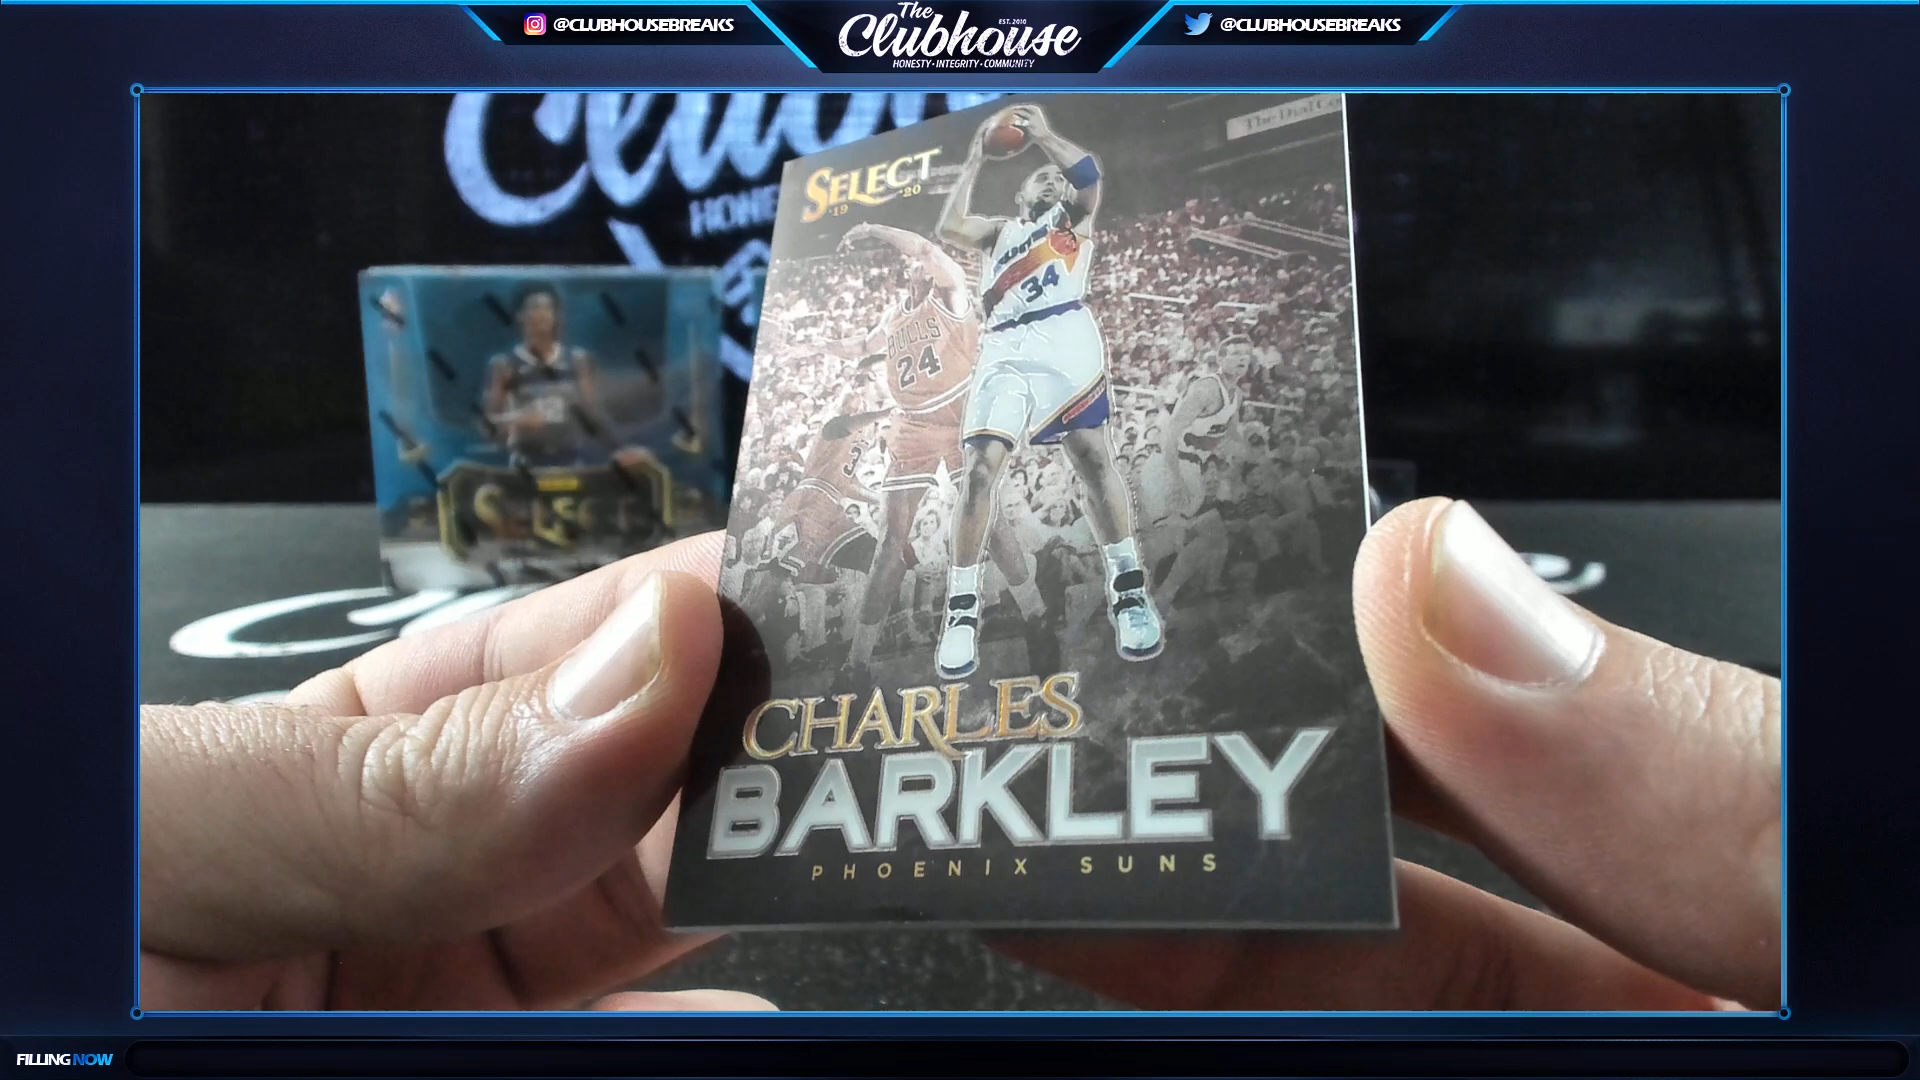 @CLUBHOUSEBREAKS
The
EST. 2010
Clubhouse
HONESTY • INTEGRITY • COMMUNITY
@CLUBHOUSEBREAKS
SELECT
'19 '20
BULLS
24
34
CHARLES
BARKLEY
PHOENIX SUNS
SELECT
FILLING NOW